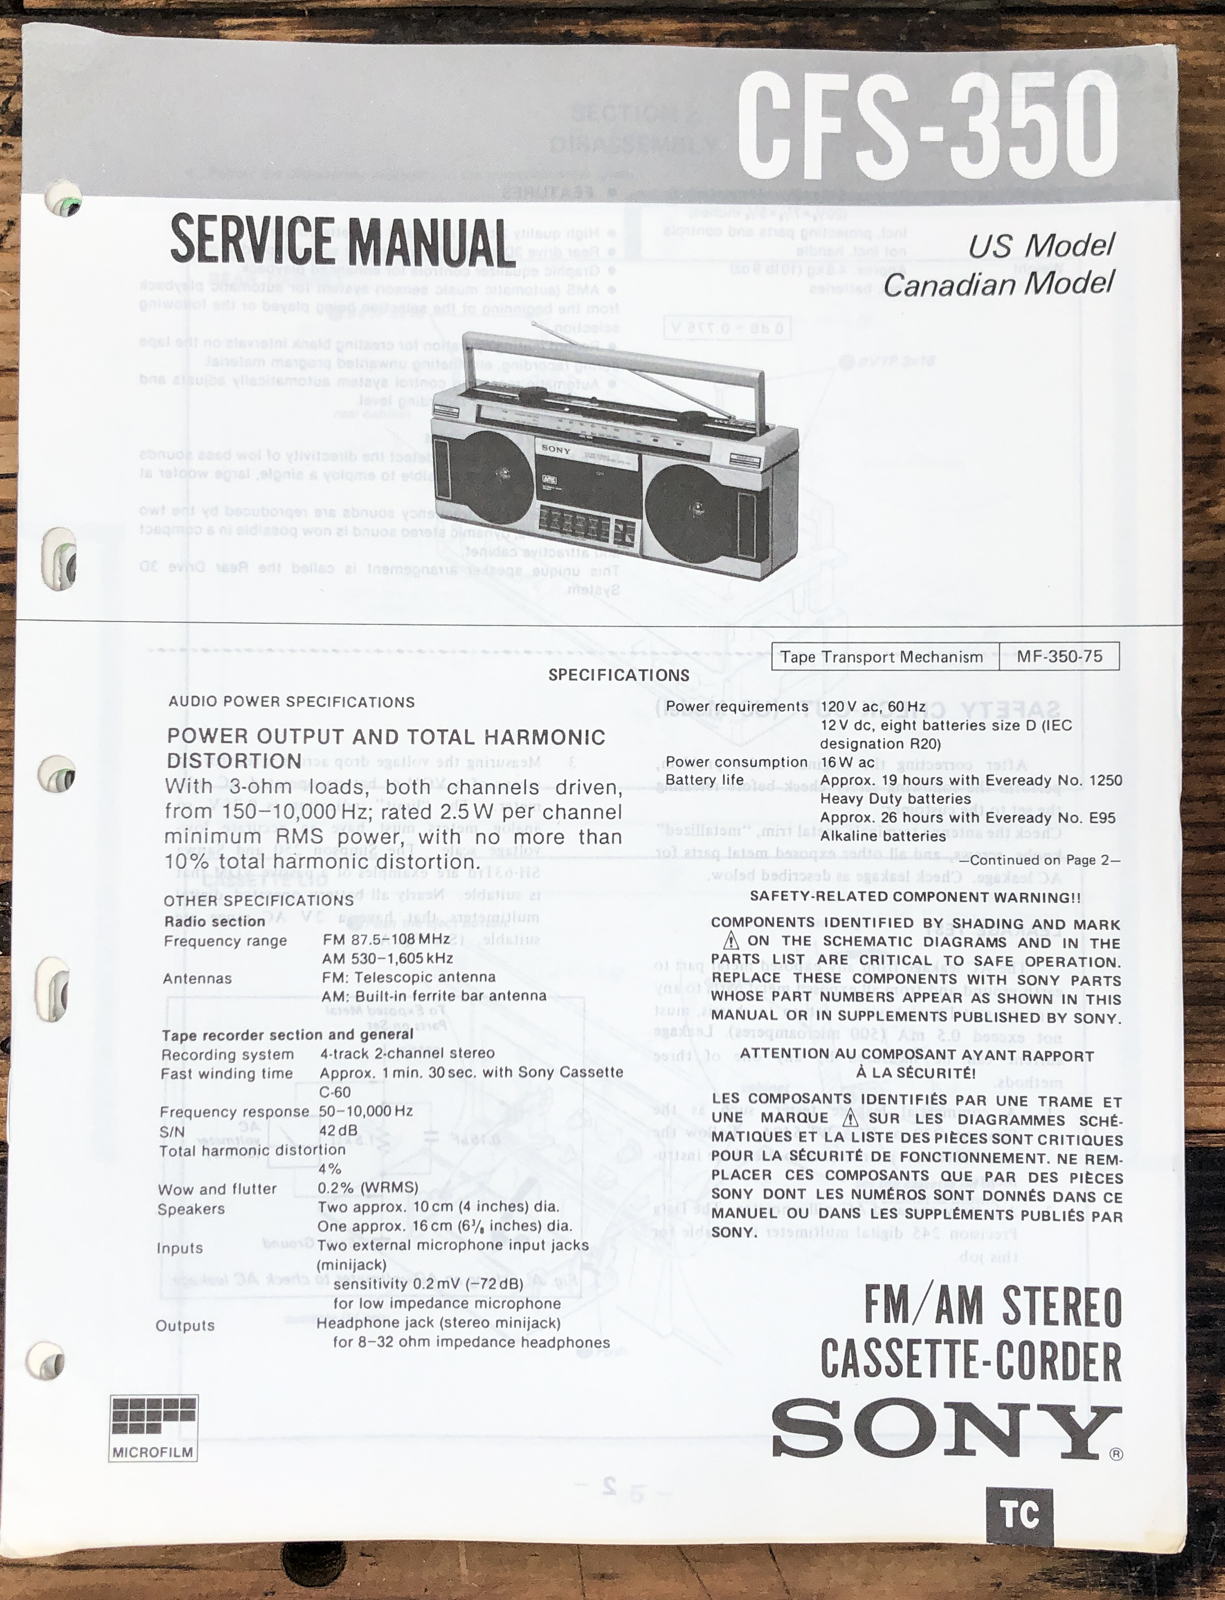 CFS-350
SERVICE MANUAL
US Model
Canadian Model
SONY
Tape Transport Mechanism MF-350-75
SPECIFICATIONS
AUDIO POWER SPECIFICATIONS
POWER OUTPUT AND TOTAL HARMONIC
DISTORTION
With 3-ohm loads, both channels driven,
from 150–10,000 Hz; rated 2.5 W per channel
minimum RMS power, with no more than
10% total harmonic distortion.
OTHER SPECIFICATIONS
Radio section
Frequency range FM 87.5–108 MHz
AM 530–1,605 kHz
Antennas FM: Telescopic antenna
AM: Built-in ferrite bar antenna
Tape recorder section and general
Recording system 4-track 2-channel stereo
Fast winding time Approx. 1 min. 30 sec. with Sony Cassette
C-60
Frequency response 50–10,000 Hz
S/N 42 dB
Total harmonic distortion
4%
Wow and flutter 0.2% (WRMS)
Speakers Two approx. 10 cm (4 inches) dia.
One approx. 16 cm (6³/₈ inches) dia.
Inputs Two external microphone input jacks
(minijack)
sensitivity 0.2 mV (–72 dB)
for low impedance microphone
Outputs Headphone jack (stereo minijack)
for 8–32 ohm impedance headphones
Power requirements 120 V ac, 60 Hz
12 V dc, eight batteries size D (IEC
designation R20)
Power consumption 16 W ac
Battery life Approx. 19 hours with Eveready No. 1250
Heavy Duty batteries
Approx. 26 hours with Eveready No. E95
Alkaline batteries
—Continued on Page 2—
SAFETY-RELATED COMPONENT WARNING!!
COMPONENTS IDENTIFIED BY SHADING AND MARK
⚠ ON THE SCHEMATIC DIAGRAMS AND IN THE
PARTS LIST ARE CRITICAL TO SAFE OPERATION.
REPLACE THESE COMPONENTS WITH SONY PARTS
WHOSE PART NUMBERS APPEAR AS SHOWN IN THIS
MANUAL OR IN SUPPLEMENTS PUBLISHED BY SONY.
ATTENTION AU COMPOSANT AYANT RAPPORT
À LA SÉCURITÉ!
LES COMPOSANTS IDENTIFIÉS PAR UNE TRAME ET
UNE MARQUE ⚠ SUR LES DIAGRAMMES SCHÉ-
MATIQUES ET LA LISTE DES PIÈCES SONT CRITIQUES
POUR LA SÉCURITÉ DE FONCTIONNEMENT. NE REM-
PLACER CES COMPOSANTS QUE PAR DES PIÈCES
SONY DONT LES NUMÉROS SONT DONNÉS DANS CE
MANUEL OU DANS LES SUPPLÉMENTS PUBLIÉS PAR
SONY.
FM/AM STEREO
CASSETTE-CORDER
SONY®
MICROFILM
TC